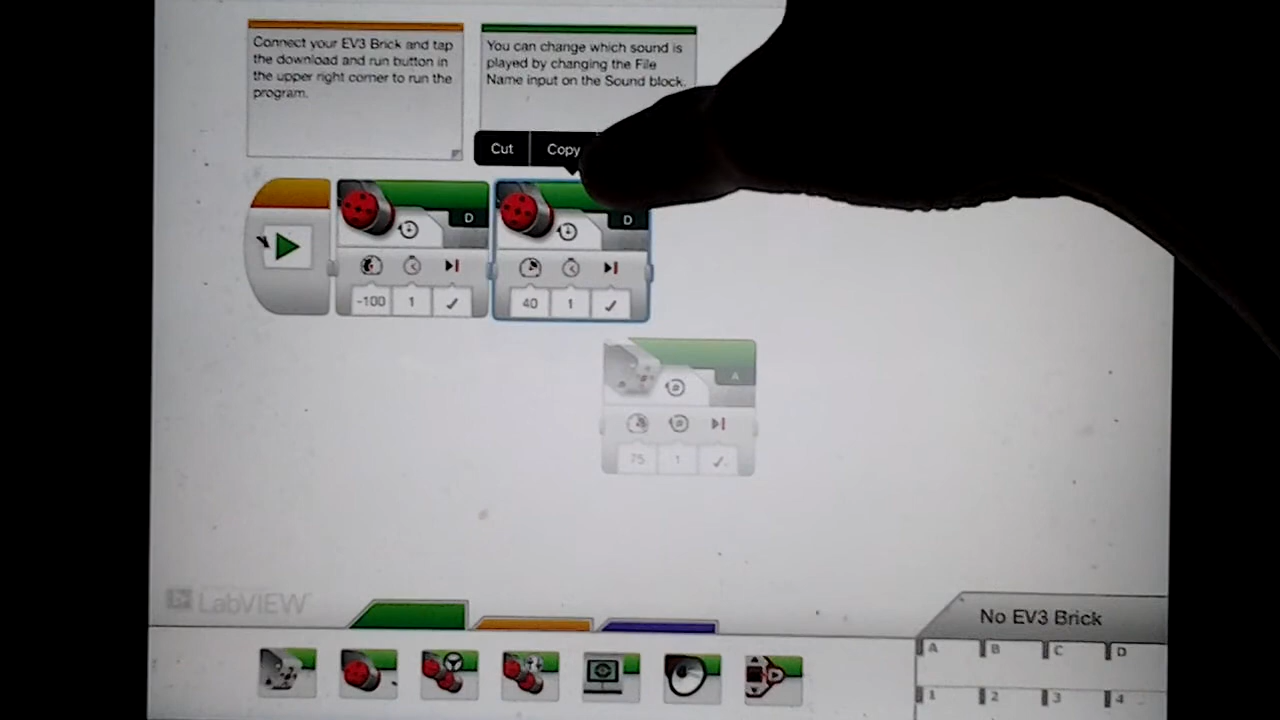 Connect your EV3 Brick and tap
the download and run button in
the upper right corner to run the
program.
You can change which sound is
played by changing the File
Name input on the Sound block.
Cut
Copy
D
D
-100
1
40
1
A
75
1
LabVIEW
No EV3 Brick
A
B
C
D
1
2
3
4